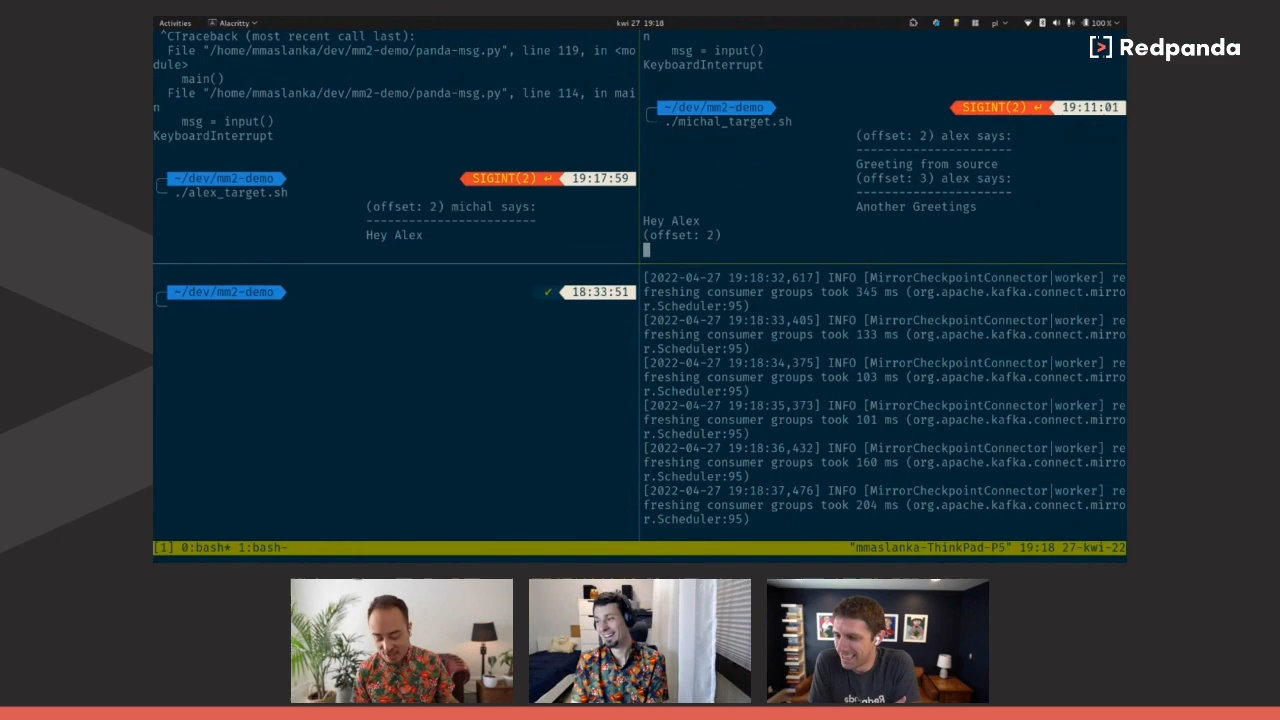 Activities Alacritty kwi 27 19:18 pl 100%
Redpanda
^CTraceback (most recent call last):
  File "/home/mmaslanka/dev/mm2-demo/panda-msg.py", line 119, in <mo
dule>
    main()
  File "/home/mmaslanka/dev/mm2-demo/panda-msg.py", line 114, in mai
n
    msg = input()
KeyboardInterrupt
~/dev/mm2-demo SIGINT(2) ↵ 19:17:59
./alex_target.sh
(offset: 2) michal says:
------------------------
Hey Alex
n
    msg = input()
KeyboardInterrupt
~/dev/mm2-demo SIGINT(2) ↵ 19:11:01
./michal_target.sh
(offset: 2) alex says:
----------------------
Greeting from source
(offset: 3) alex says:
----------------------
Another Greetings
Hey Alex
(offset: 2)
~/dev/mm2-demo ✓ 18:33:51
[2022-04-27 19:18:32,617] INFO [MirrorCheckpointConnector|worker] re
freshing consumer groups took 345 ms (org.apache.kafka.connect.mirro
r.Scheduler:95)
[2022-04-27 19:18:33,405] INFO [MirrorCheckpointConnector|worker] re
freshing consumer groups took 133 ms (org.apache.kafka.connect.mirro
r.Scheduler:95)
[2022-04-27 19:18:34,375] INFO [MirrorCheckpointConnector|worker] re
freshing consumer groups took 103 ms (org.apache.kafka.connect.mirro
r.Scheduler:95)
[2022-04-27 19:18:35,373] INFO [MirrorCheckpointConnector|worker] re
freshing consumer groups took 101 ms (org.apache.kafka.connect.mirro
r.Scheduler:95)
[2022-04-27 19:18:36,432] INFO [MirrorCheckpointConnector|worker] re
freshing consumer groups took 160 ms (org.apache.kafka.connect.mirro
r.Scheduler:95)
[2022-04-27 19:18:37,476] INFO [MirrorCheckpointConnector|worker] re
freshing consumer groups took 204 ms (org.apache.kafka.connect.mirro
r.Scheduler:95)
[1] 0:bash* 1:bash- "mmaslanka-ThinkPad-P5" 19:18 27-kwi-22